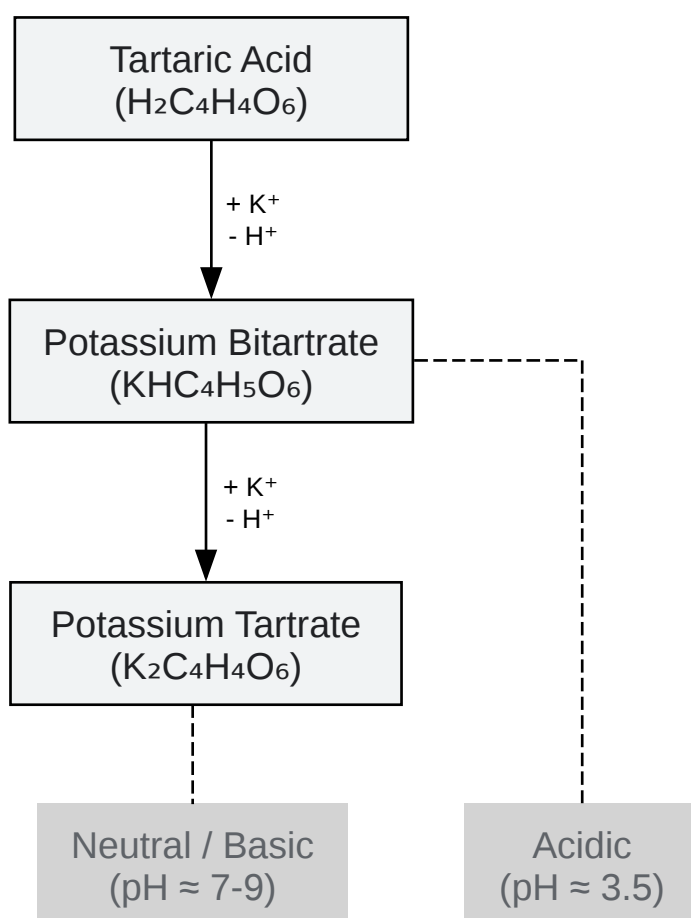 Tartaric Acid
(H₂C₄H₄O₆)
+ K⁺
- H⁺
Potassium Bitartrate
(KHC₄H₅O₆)
+ K⁺
- H⁺
Potassium Tartrate
(K₂C₄H₄O₆)
Neutral / Basic
(pH ≈ 7-9)
Acidic
(pH ≈ 3.5)